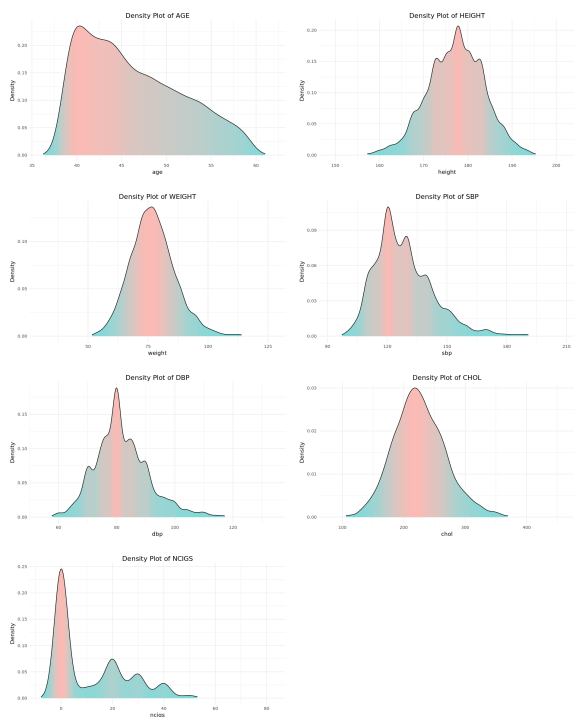 Density Plot of AGE
Density
0.20
0.15
0.10
0.05
0.00
35 40 45 50 55 60
age
Density Plot of HEIGHT
Density
0.20
0.15
0.10
0.05
0.00
150 160 170 180 190 200
height
Density Plot of WEIGHT
Density
0.10
0.05
0.00
50 75 100 125
weight
Density Plot of SBP
Density
0.09
0.06
0.03
0.00
90 120 150 180 210
sbp
Density Plot of DBP
Density
0.15
0.10
0.05
0.00
60 80 100 120
dbp
Density Plot of CHOL
Density
0.03
0.02
0.01
0.00
100 200 300 400
chol
Density Plot of NCIGS
Density
0.25
0.20
0.15
0.10
0.05
0.00
0 20 40 60 80
ncigs